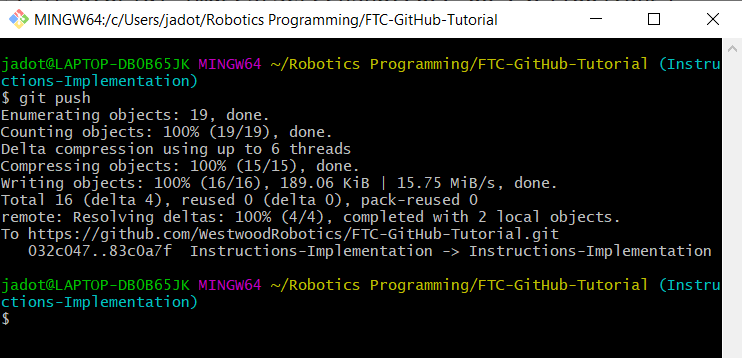 MINGW64:/c/Users/jadot/Robotics Programming/FTC-GitHub-Tutorial
jadot@LAPTOP-DB0B65JK MINGW64 ~/Robotics Programming/FTC-GitHub-Tutorial (Instru
ctions-Implementation)
$ git push
Enumerating objects: 19, done.
Counting objects: 100% (19/19), done.
Delta compression using up to 6 threads
Compressing objects: 100% (15/15), done.
Writing objects: 100% (16/16), 189.06 KiB | 15.75 MiB/s, done.
Total 16 (delta 4), reused 0 (delta 0), pack-reused 0
remote: Resolving deltas: 100% (4/4), completed with 2 local objects.
To https://github.com/WestwoodRobotics/FTC-GitHub-Tutorial.git
   032c047..83c0a7f  Instructions-Implementation -> Instructions-Implementation
jadot@LAPTOP-DB0B65JK MINGW64 ~/Robotics Programming/FTC-GitHub-Tutorial (Instru
ctions-Implementation)
$